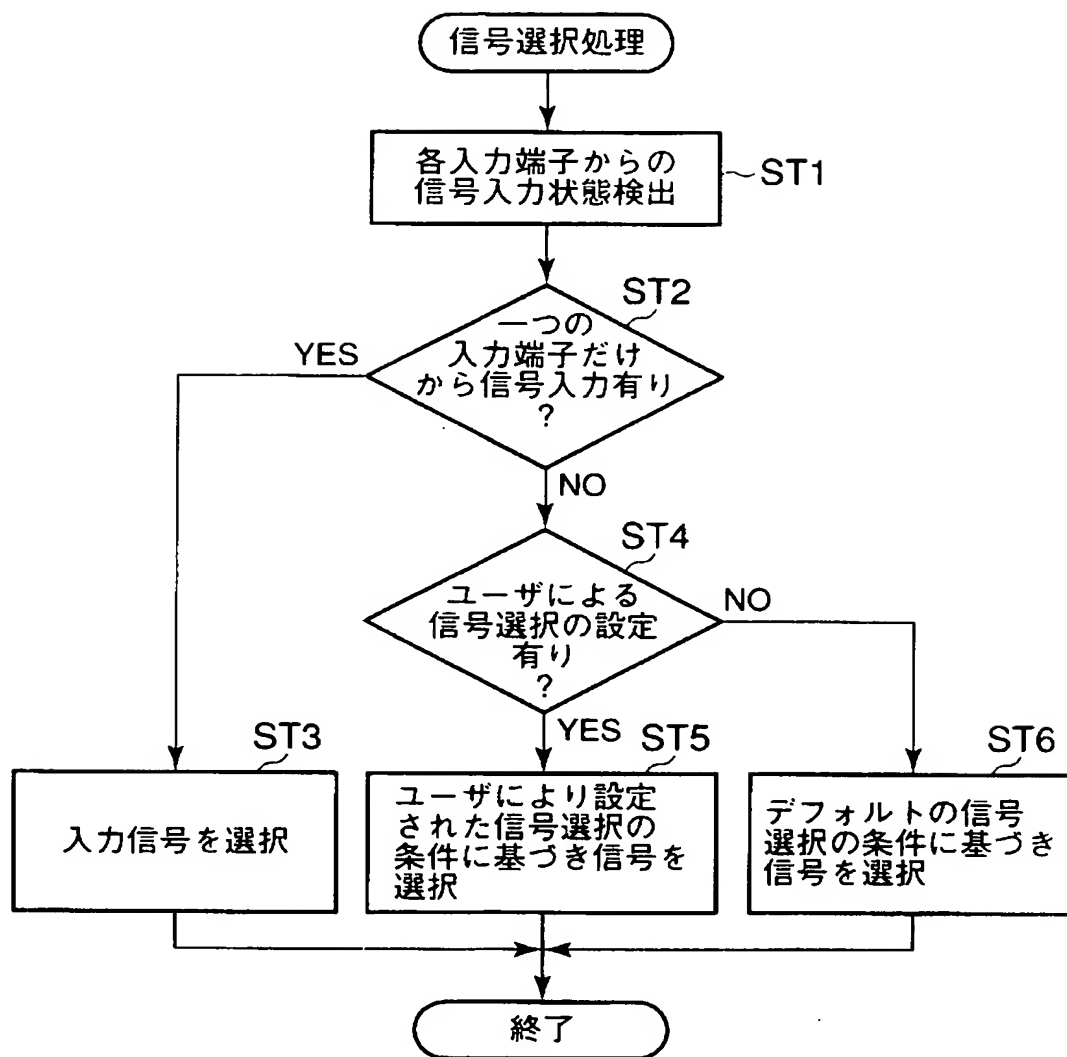 信号選択処理
各入力端子からの
信号入力状態検出
ST1
ST2
一つの
入力端子だけ
から信号入力有り
?
YES
NO
ST4
ユーザによる
信号選択の設定
有り
?
NO
YES
ST3
入力信号を選択
ST5
ユーザにより設定
された信号選択の
条件に基づき信号を
選択
ST6
デフォルトの信号
選択の条件に基づき
信号を選択
終了